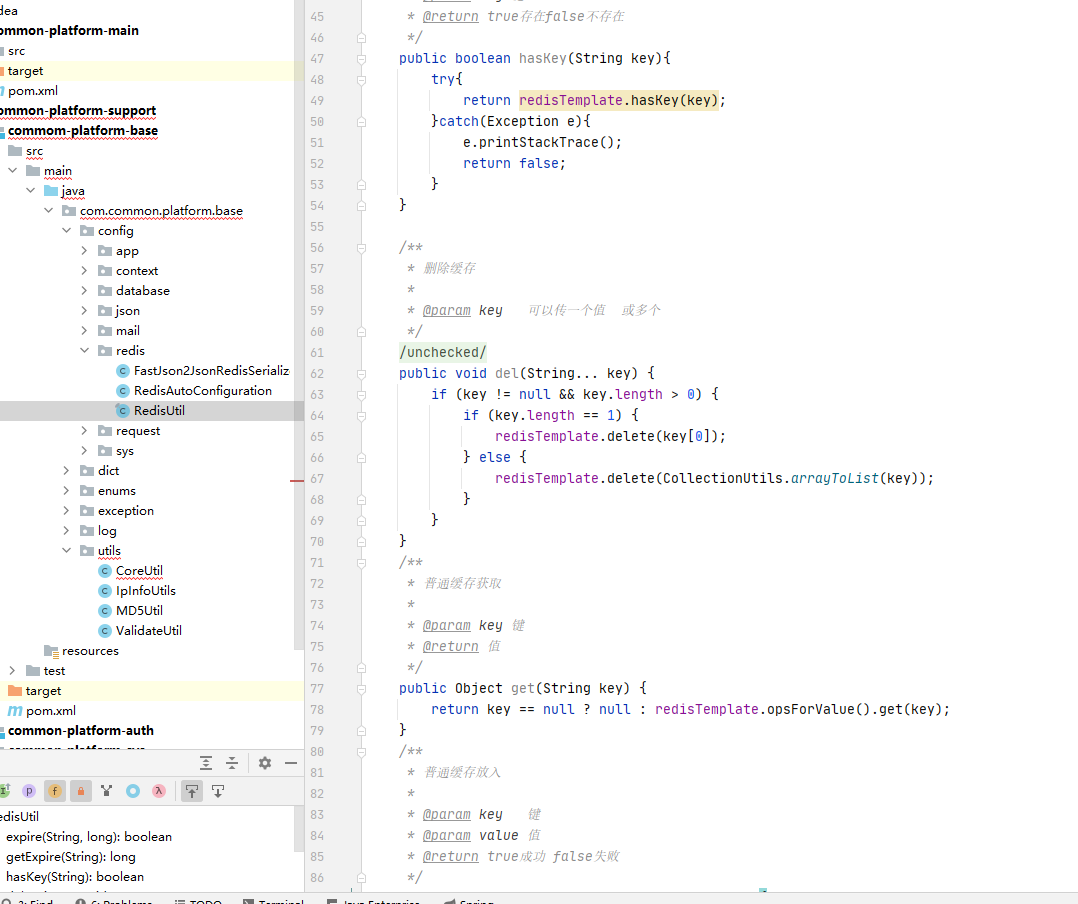 dea
ommon-platform-main
src
target
pom.xml
ommon-platform-support
commom-platform-base
src
main
java
com.common.platform.base
config
app
context
database
json
mail
redis
FastJson2JsonRedisSerializ
RedisAutoConfiguration
RedisUtil
request
sys
dict
enums
exception
log
utils
CoreUtil
IpInfoUtils
MD5Util
ValidateUtil
resources
test
target
pom.xml
common-platform-auth
edisUtil
expire(String, long): boolean
getExpire(String): long
hasKey(String): boolean
45 * @return true存在false不存在
46 */
47 public boolean hasKey(String key){
48 try{
49 return redisTemplate.hasKey(key);
50 }catch(Exception e){
51 e.printStackTrace();
52 return false;
53 }
54 }
55
56 /**
57 * 删除缓存
58 *
59 * @param key 可以传一个值 或多个
60 */
61 /unchecked/
62 public void del(String... key) {
63 if (key != null && key.length > 0) {
64 if (key.length == 1) {
65 redisTemplate.delete(key[0]);
66 } else {
67 redisTemplate.delete(CollectionUtils.arrayToList(key));
68 }
69 }
70 }
71 /**
72 * 普通缓存获取
73 *
74 * @param key 键
75 * @return 值
76 */
77 public Object get(String key) {
78 return key == null ? null : redisTemplate.opsForValue().get(key);
79 }
80 /**
81 * 普通缓存放入
82 *
83 * @param key 键
84 * @param value 值
85 * @return true成功 false失败
86 */